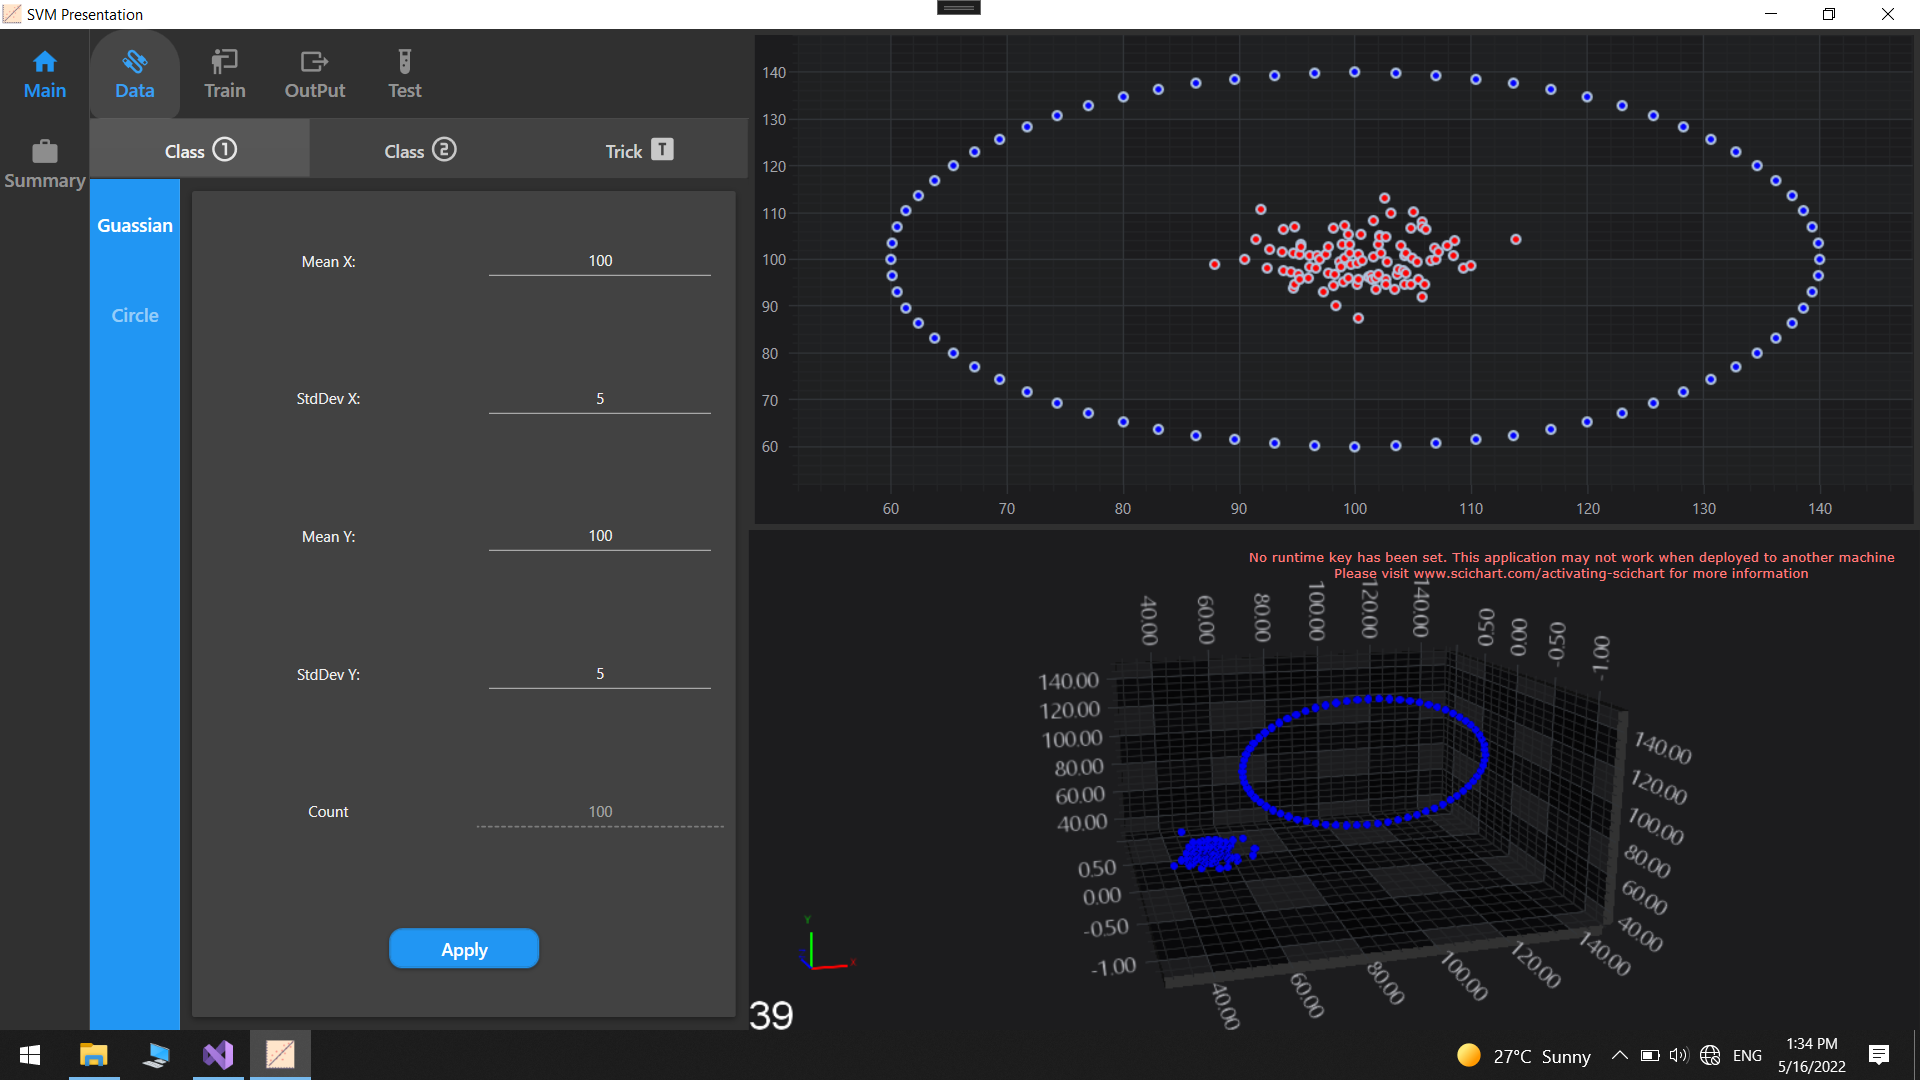 SVM Presentation
Main
Data
Train
OutPut
Test
Summary
Class 1
Class 2
Trick T
Guassian
Circle
Mean X:
100
StdDev X:
5
Mean Y:
100
StdDev Y:
5
Count
100
Apply
140
130
120
110
100
90
80
70
60
60
70
80
90
100
110
120
130
140
No runtime key has been set. This application may not work when deployed to another machine
Please visit www.scichart.com/activating-scichart for more information
40.00
60.00
80.00
100.00
120.00
140.00
0.50
0.00
-0.50
-1.00
140.00
120.00
100.00
80.00
60.00
40.00
0.50
0.00
-0.50
-1.00
140.00
120.00
100.00
80.00
60.00
40.00
40.00
60.00
80.00
100.00
120.00
140.00
Y
X
39
27°C Sunny
ENG
1:34 PM
5/16/2022